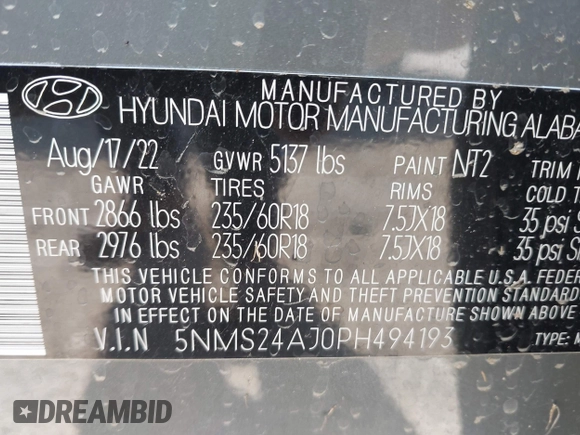 MANUFACTURED BY
HYUNDAI MOTOR MANUFACTURING ALABA
Aug/17/22 GVWR 5137 lbs PAINT TRIM
GAWR TIRES RIMS COLD
FRONT 2866 lbs 235/60R18 7.5JX18 35 psi
REAR 2976 lbs 235/60R18 7.5JX18 35 psi
THIS VEHICLE CONFORMS TO ALL APPLICABLE U.S.A. FEDER
MOTOR VEHICLE SAFETY AND THEFT PREVENTION STANDARD
IN EFFECT ON THE DATE OF MANUFACTURE SHOWN ABOVE
V.I.N 5NMS24AJ0PH494193 TYPE:
DREAMBID